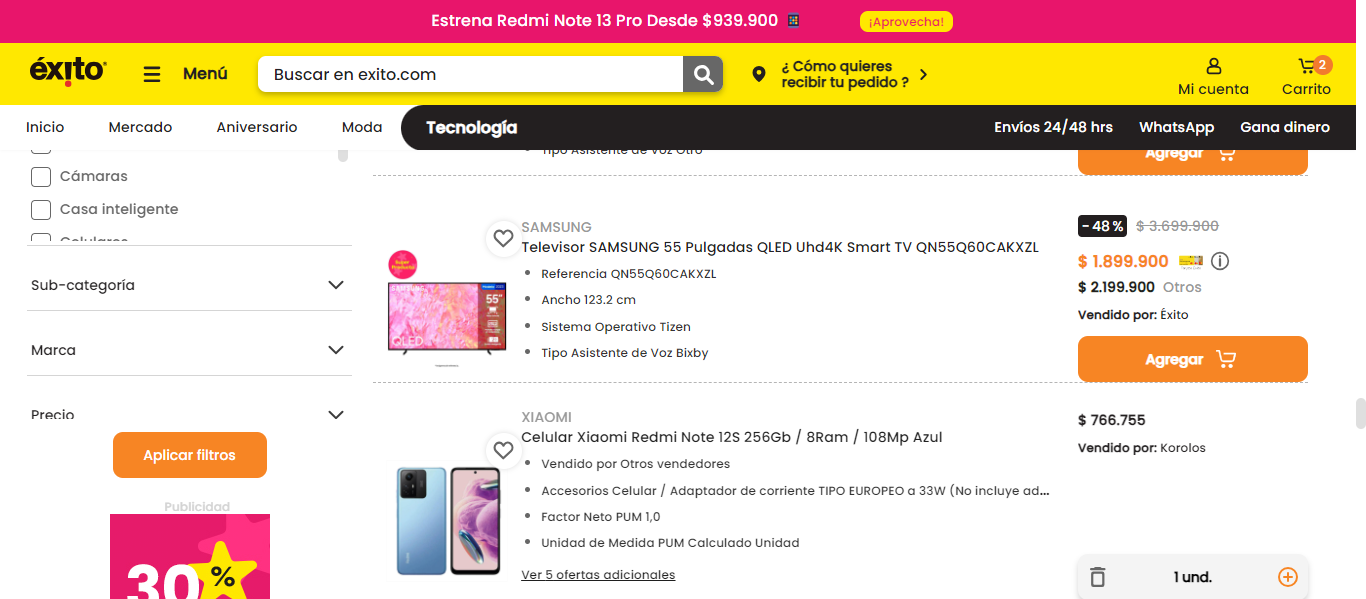 Estrena Redmi Note 13 Pro Desde $939.900
¡Aprovecha!
éxito
Menú
Buscar en exito.com
¿ Cómo quieres
recibir tu pedido ?
Mi cuenta
2
Carrito
Inicio
Mercado
Aniversario
Moda
Tecnología
Envíos 24/48 hrs
WhatsApp
Gana dinero
Cámaras
Casa inteligente
Celulares
Sub-categoría
Marca
Precio
Aplicar filtros
Publicidad
30%
Tipo Asistente de Voz Otro
Agregar
SAMSUNG
Televisor SAMSUNG 55 Pulgadas QLED Uhd4K Smart TV QN55Q60CAKXZL
Referencia QN55Q60CAKXZL
Ancho 123.2 cm
Sistema Operativo Tizen
Tipo Asistente de Voz Bixby
SAMSUNG
55"
QLED
- 48 %
$ 3.699.900
$ 1.899.900
$ 2.199.900 Otros
Vendido por: Éxito
Agregar
XIAOMI
Celular Xiaomi Redmi Note 12S 256Gb / 8Ram / 108Mp Azul
Vendido por Otros vendedores
Accesorios Celular / Adaptador de corriente TIPO EUROPEO a 33W (No incluye ad...
Factor Neto PUM 1,0
Unidad de Medida PUM Calculado Unidad
Ver 5 ofertas adicionales
$ 766.755
Vendido por: Korolos
1 und.